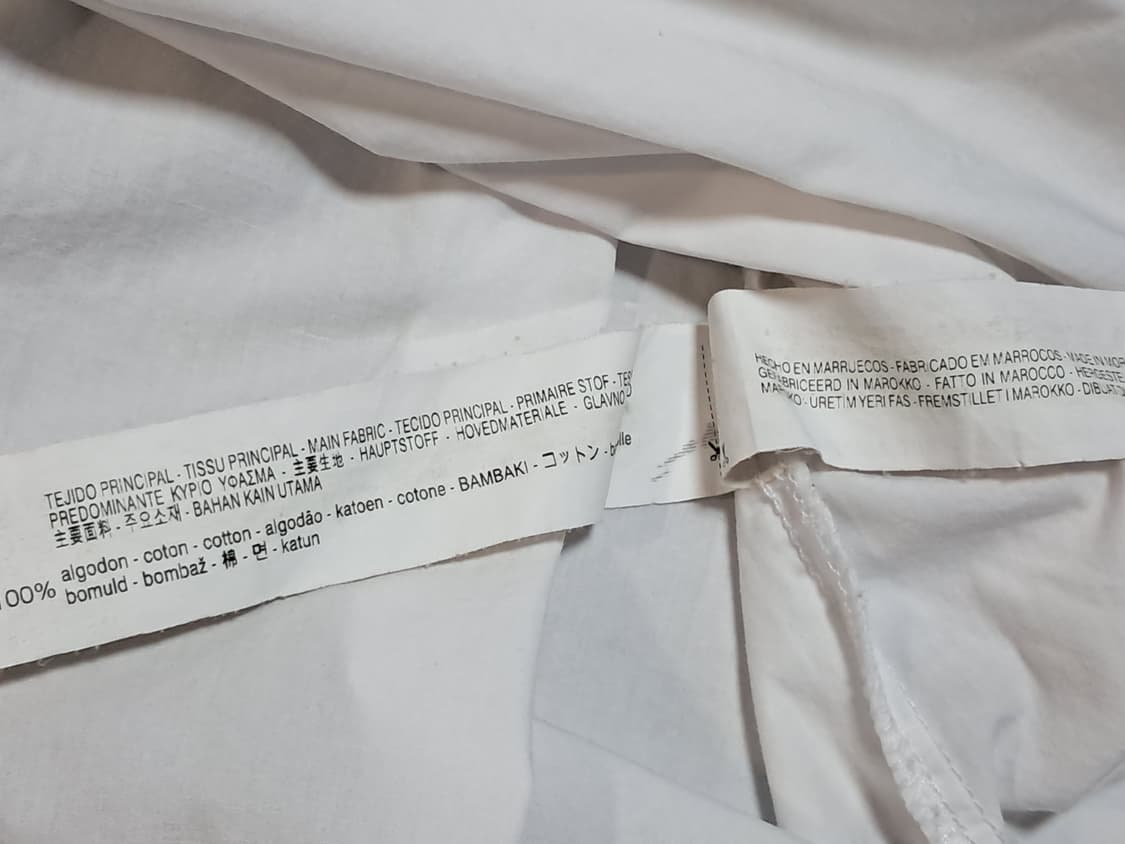 TEJIDO PRINCIPAL - TISSU PRINCIPAL - MAIN FABRIC - TECIDO PRINCIPAL - PRIMAIRE STOF -
PREDOMINANTE ΚΥΡΙΟ ΥΦΑΣΜΑ - 主要生地 - HAUPTSTOFF - HOVEDMATERIALE - GLAVNO
主要面料 - 주요소재 - BAHAN KAIN UTAMA
100% algodon - coton - cotton - algodão - katoen - cotone - BAMBAKI - コットン -
bomuld - bombaž - 棉 - 면 - katun
HECHO EN MARRUECOS - FABRICADO EM MARROCOS - MADE IN
IN MAROKKO - FATTO IN MAROCCO -
- URETIM YERI FAS - FREMSTILLET I MAROKKO -